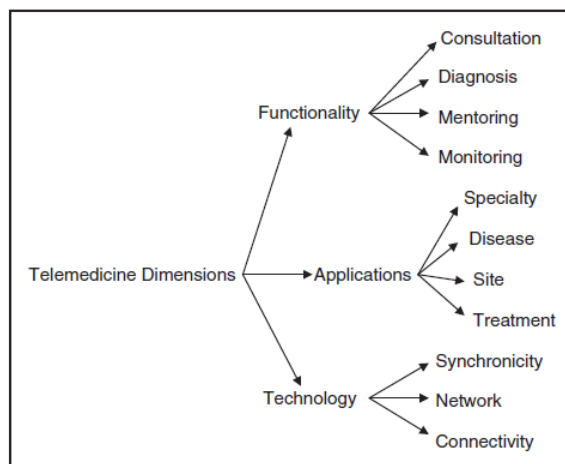 Telemedicine Dimensions
Functionality
Consultation
Diagnosis
Mentoring
Monitoring
Applications
Specialty
Disease
Site
Treatment
Technology
Synchronicity
Network
Connectivity